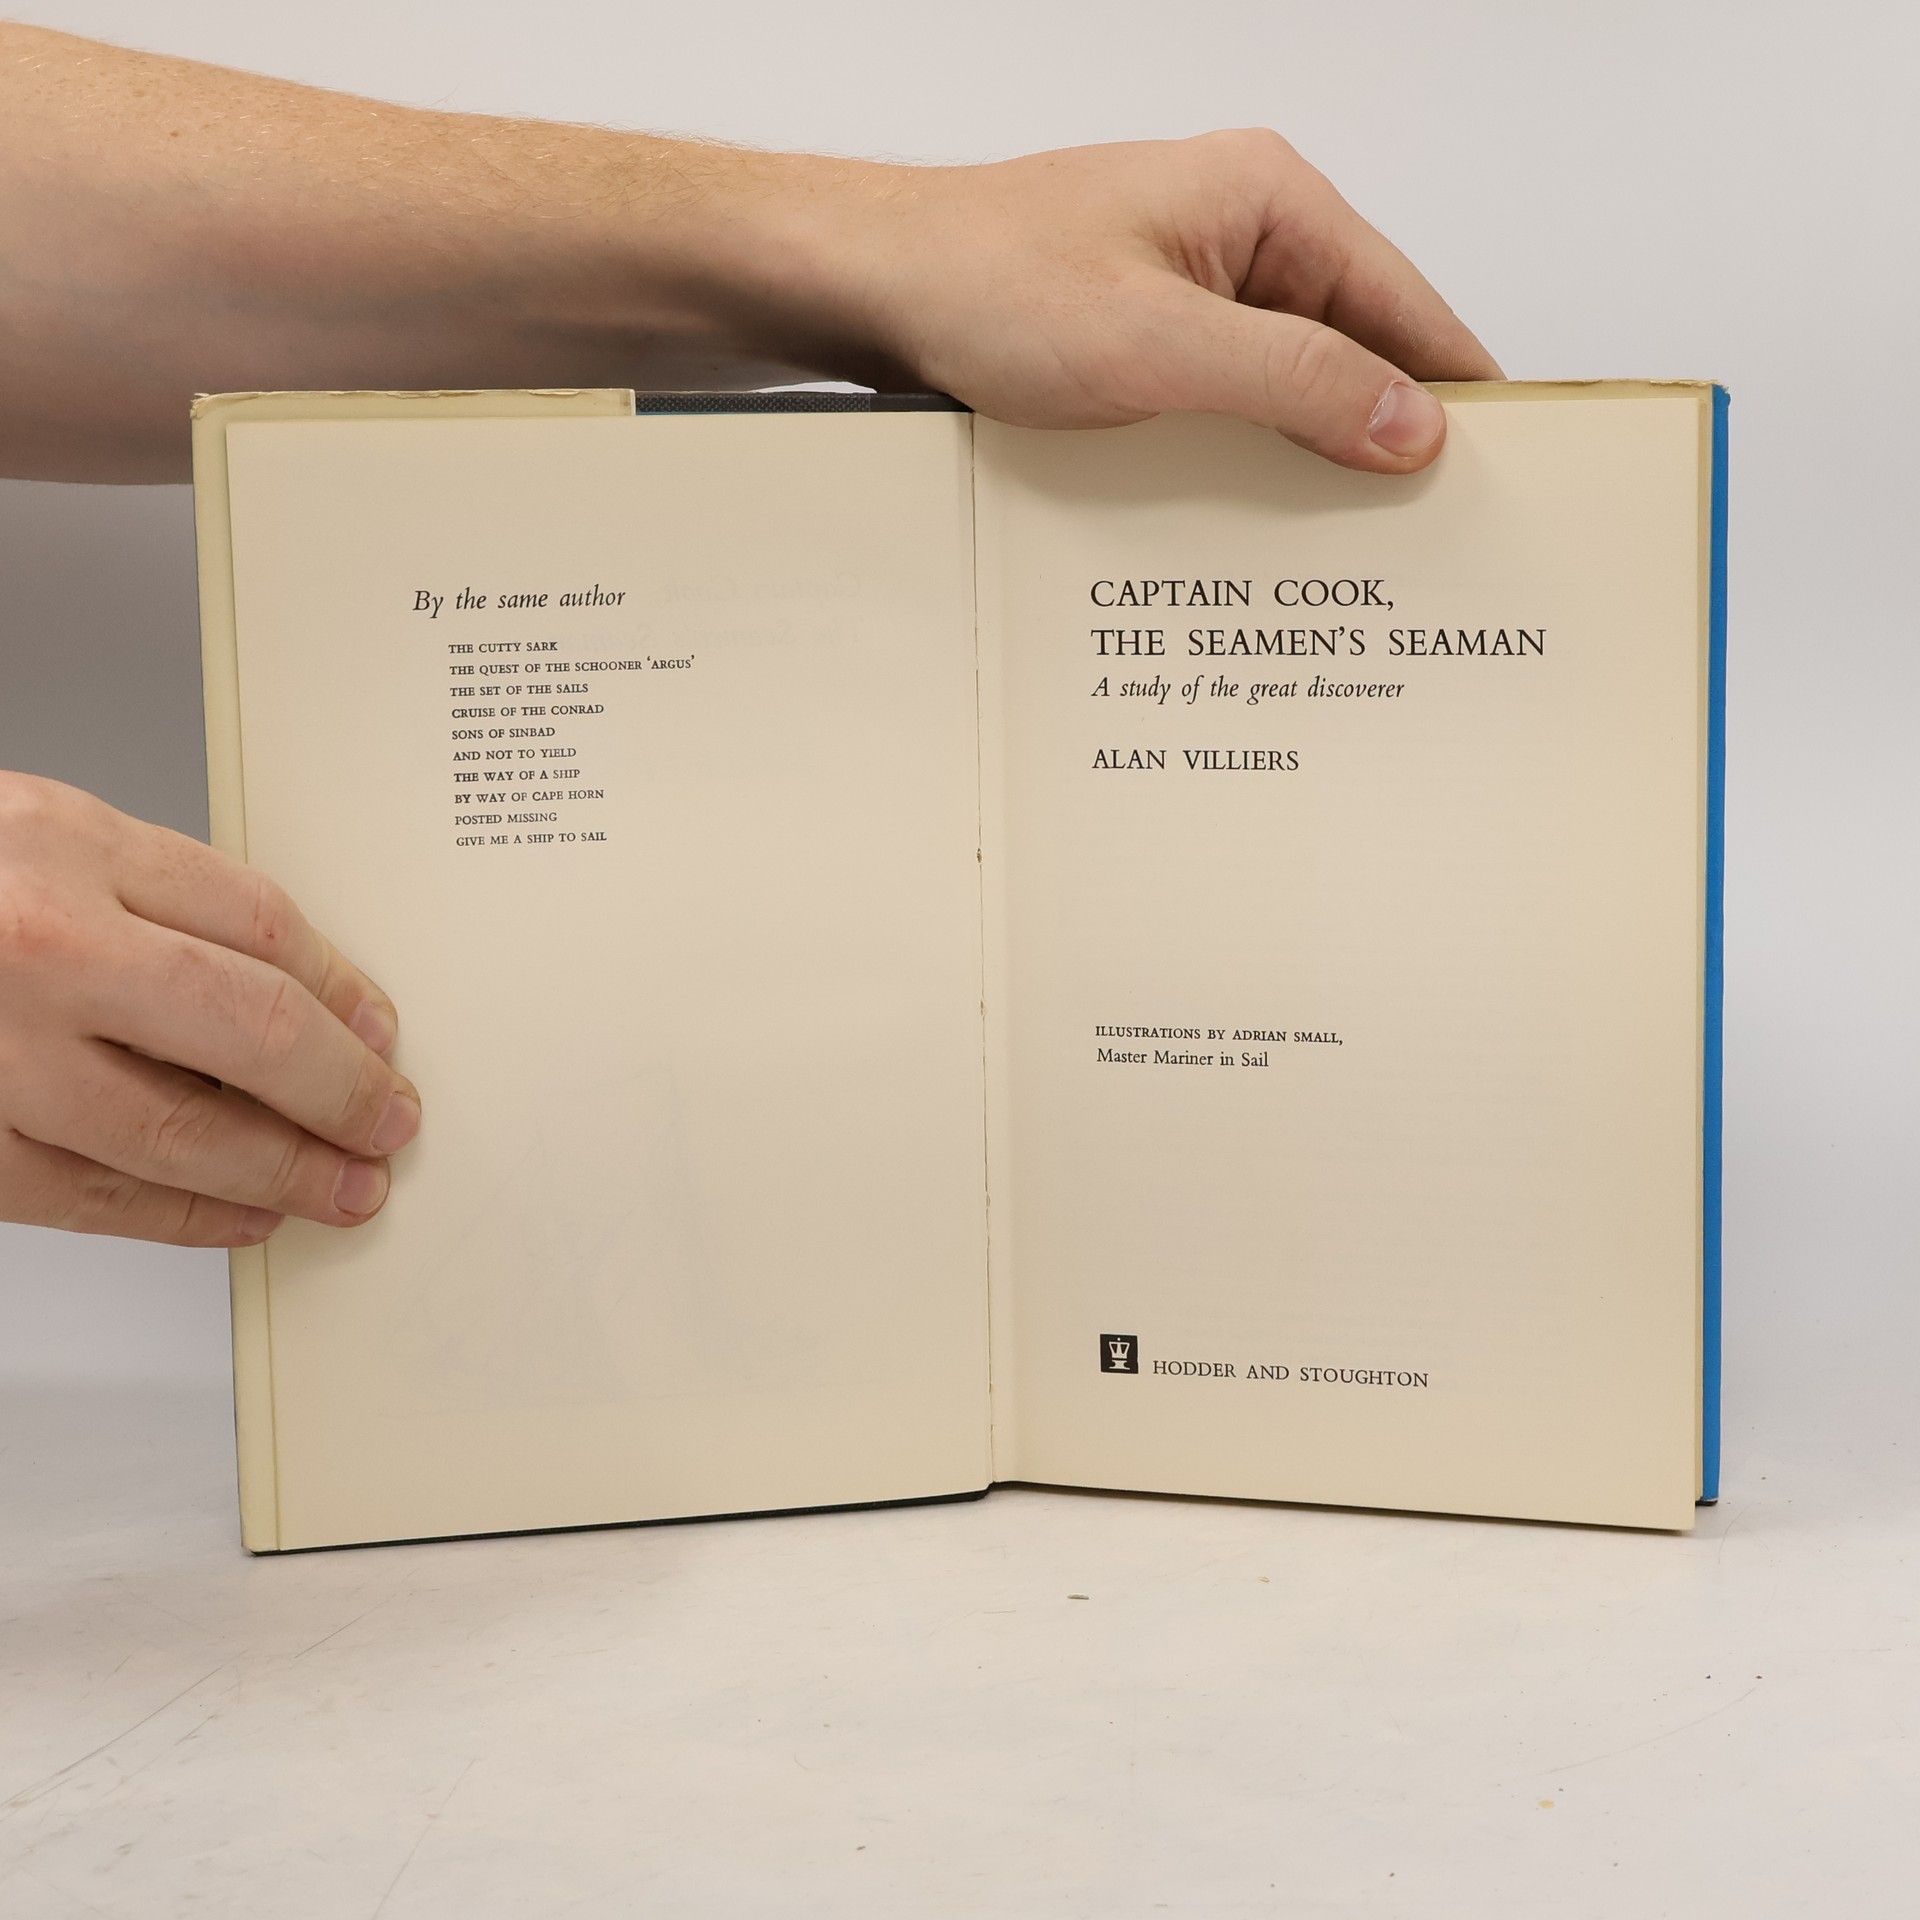 By the same author
THE CUTTY SARK
THE QUEST OF THE SCHOONER 'ARGUS'
THE SET OF THE SAILS
CRUISE OF THE CONRAD
SONS OF SINBAD
AND NOT TO YIELD
THE WAY OF A SHIP
BY WAY OF CAPE HORN
POSTED MISSING
GIVE ME A SHIP TO SAIL
CAPTAIN COOK,
THE SEAMEN'S SEAMAN
A study of the great discoverer
ALAN VILLIERS
ILLUSTRATIONS BY ADRIAN SMALL,
Master Mariner in Sail
HODDER AND STOUGHTON